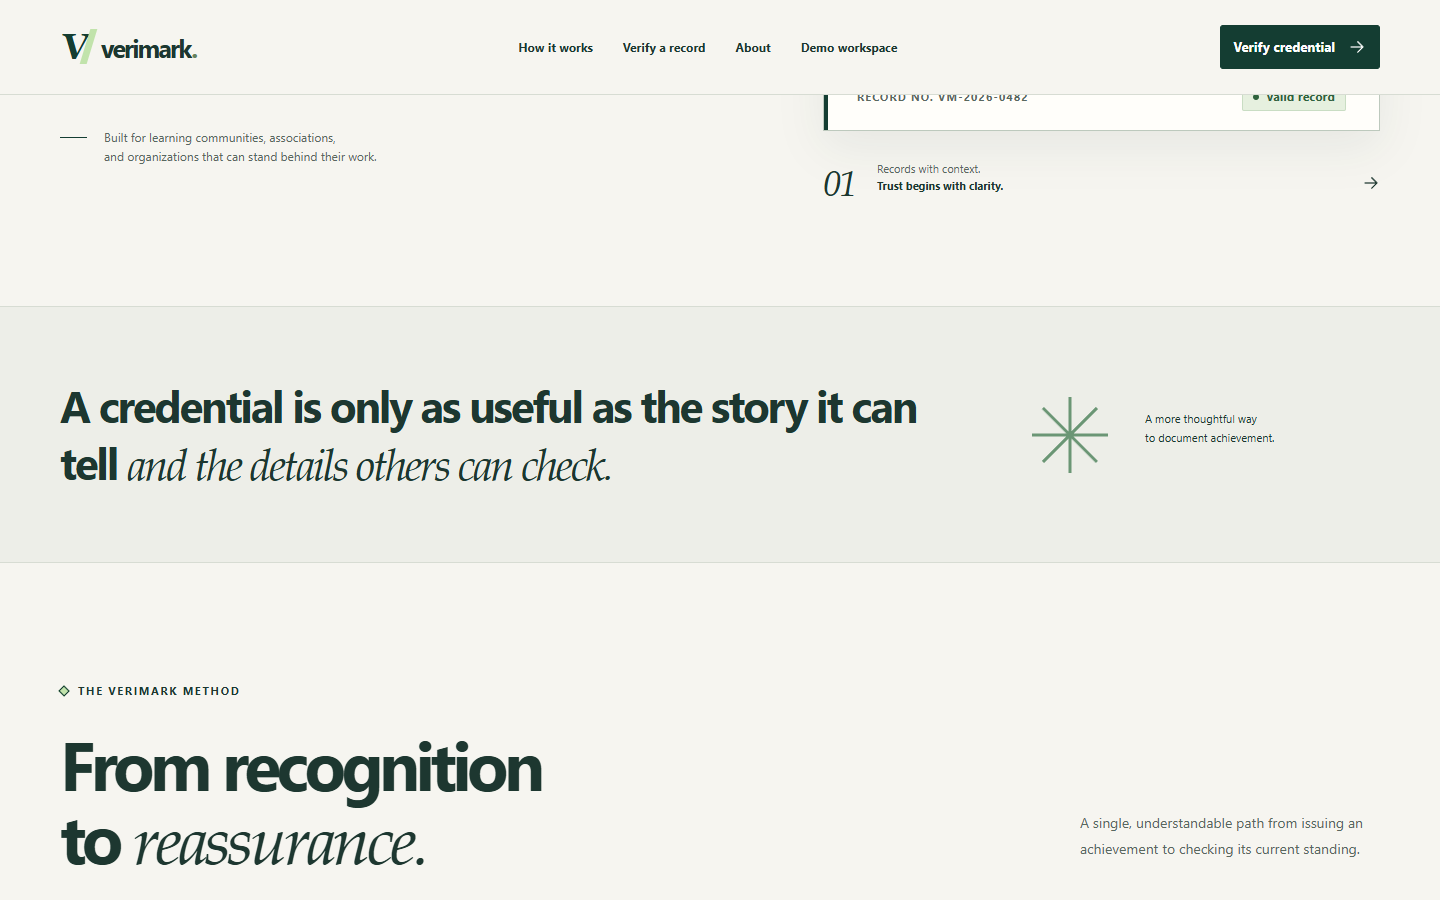 V verimark.
How it works
Verify a record
About
Demo workspace
Verify credential
RECORD NO. VM-2026-0482
Valid record
Built for learning communities, associations,
and organizations that can stand behind their work.
01
Records with context.
Trust begins with clarity.
A credential is only as useful as the story it can
tell and the details others can check.
A more thoughtful way
to document achievement.
THE VERIMARK METHOD
From recognition
to reassurance.
A single, understandable path from issuing an
achievement to checking its current standing.